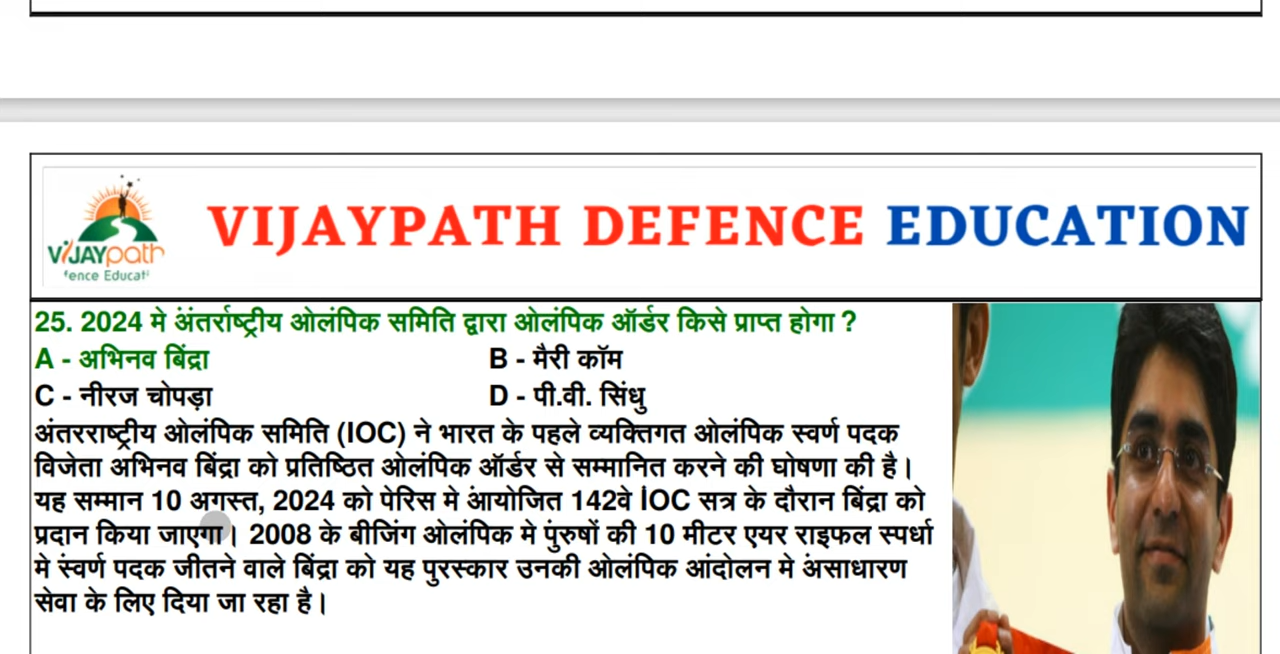 VIJAYPATH DEFENCE EDUCATION
VIJAYpath
fence Educati
25. 2024 मे अंतर्राष्ट्रीय ओलंपिक समिति द्वारा ओलंपिक ऑर्डर किसे प्राप्त होगा ?
A - अभिनव बिंद्रा B - मैरी कॉम
C - नीरज चोपड़ा D - पी.वी. सिंधु
अंतरराष्ट्रीय ओलंपिक समिति (IOC) ने भारत के पहले व्यक्तिगत ओलंपिक स्वर्ण पदक
विजेता अभिनव बिंद्रा को प्रतिष्ठित ओलंपिक ऑर्डर से सम्मानित करने की घोषणा की है।
यह सम्मान 10 अगस्त, 2024 को पेरिस मे आयोजित 142वे IOC सत्र के दौरान बिंद्रा को
प्रदान किया जाएगा। 2008 के बीजिंग ओलंपिक मे पुरुषों की 10 मीटर एयर राइफल स्पर्धा
मे स्वर्ण पदक जीतने वाले बिंद्रा को यह पुरस्कार उनकी ओलंपिक आंदोलन मे असाधारण
सेवा के लिए दिया जा रहा है।